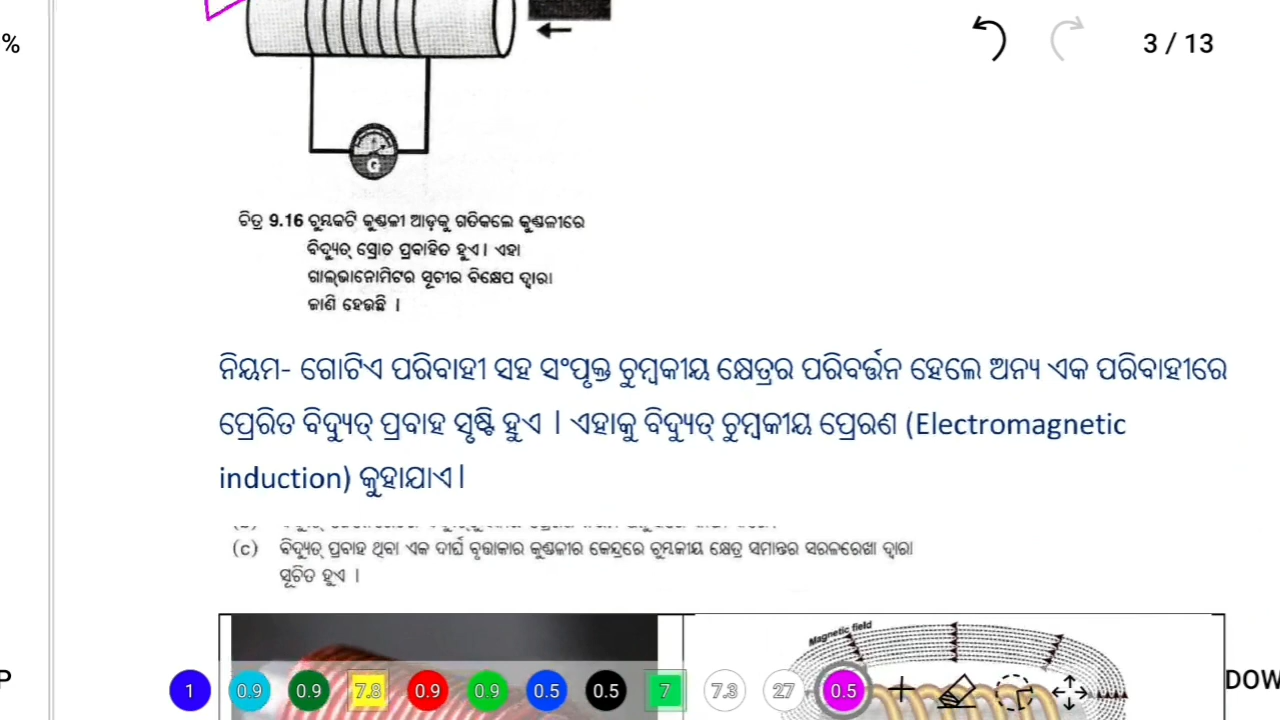 %
3 / 13
G
ଚିତ୍ର 9.16 ଚୁମ୍ବକଟି କୁଣ୍ଡଳୀ ଆଡ଼କୁ ଗତିକଲେ କୁଣ୍ଡଳୀରେ
ବିଦ୍ୟୁତ୍ ସ୍ରୋତ ପ୍ରବାହିତ ହୁଏ। ଏହା
ଗାଲ୍‌ଭାନୋମିଟର ସୂଚୀର ବିକ୍ଷେପ ଦ୍ୱାରା
ଜାଣି ହେଉଛି ।
ନିୟମ- ଗୋଟିଏ ପରିବାହୀ ସହ ସଂପୃକ୍ତ ଚୁମ୍ବକୀୟ କ୍ଷେତ୍ରର ପରିବର୍ତ୍ତନ ହେଲେ ଅନ୍ୟ ଏକ ପରିବାହୀରେ
ପ୍ରେରିତ ବିଦ୍ୟୁତ୍ ପ୍ରବାହ ସୃଷ୍ଟି ହୁଏ । ଏହାକୁ ବିଦ୍ୟୁତ୍ ଚୁମ୍ବକୀୟ ପ୍ରେରଣ (Electromagnetic
induction) କୁହାଯାଏ।
(c) ବିଦ୍ୟୁତ୍ ପ୍ରବାହ ଥିବା ଏକ ଦୀର୍ଘ ବୃତ୍ତାକାର କୁଣ୍ଡଳୀର କେନ୍ଦ୍ରରେ ଚୁମ୍ବକୀୟ କ୍ଷେତ୍ର ସମାନ୍ତର ସରଳରେଖା ଦ୍ୱାରା
ସୂଚିତ ହୁଏ ।
Magnetic field
P
DOW
1 0.9 0.9 7.8 0.9 0.9 0.5 0.5 7 7.3 27 0.5